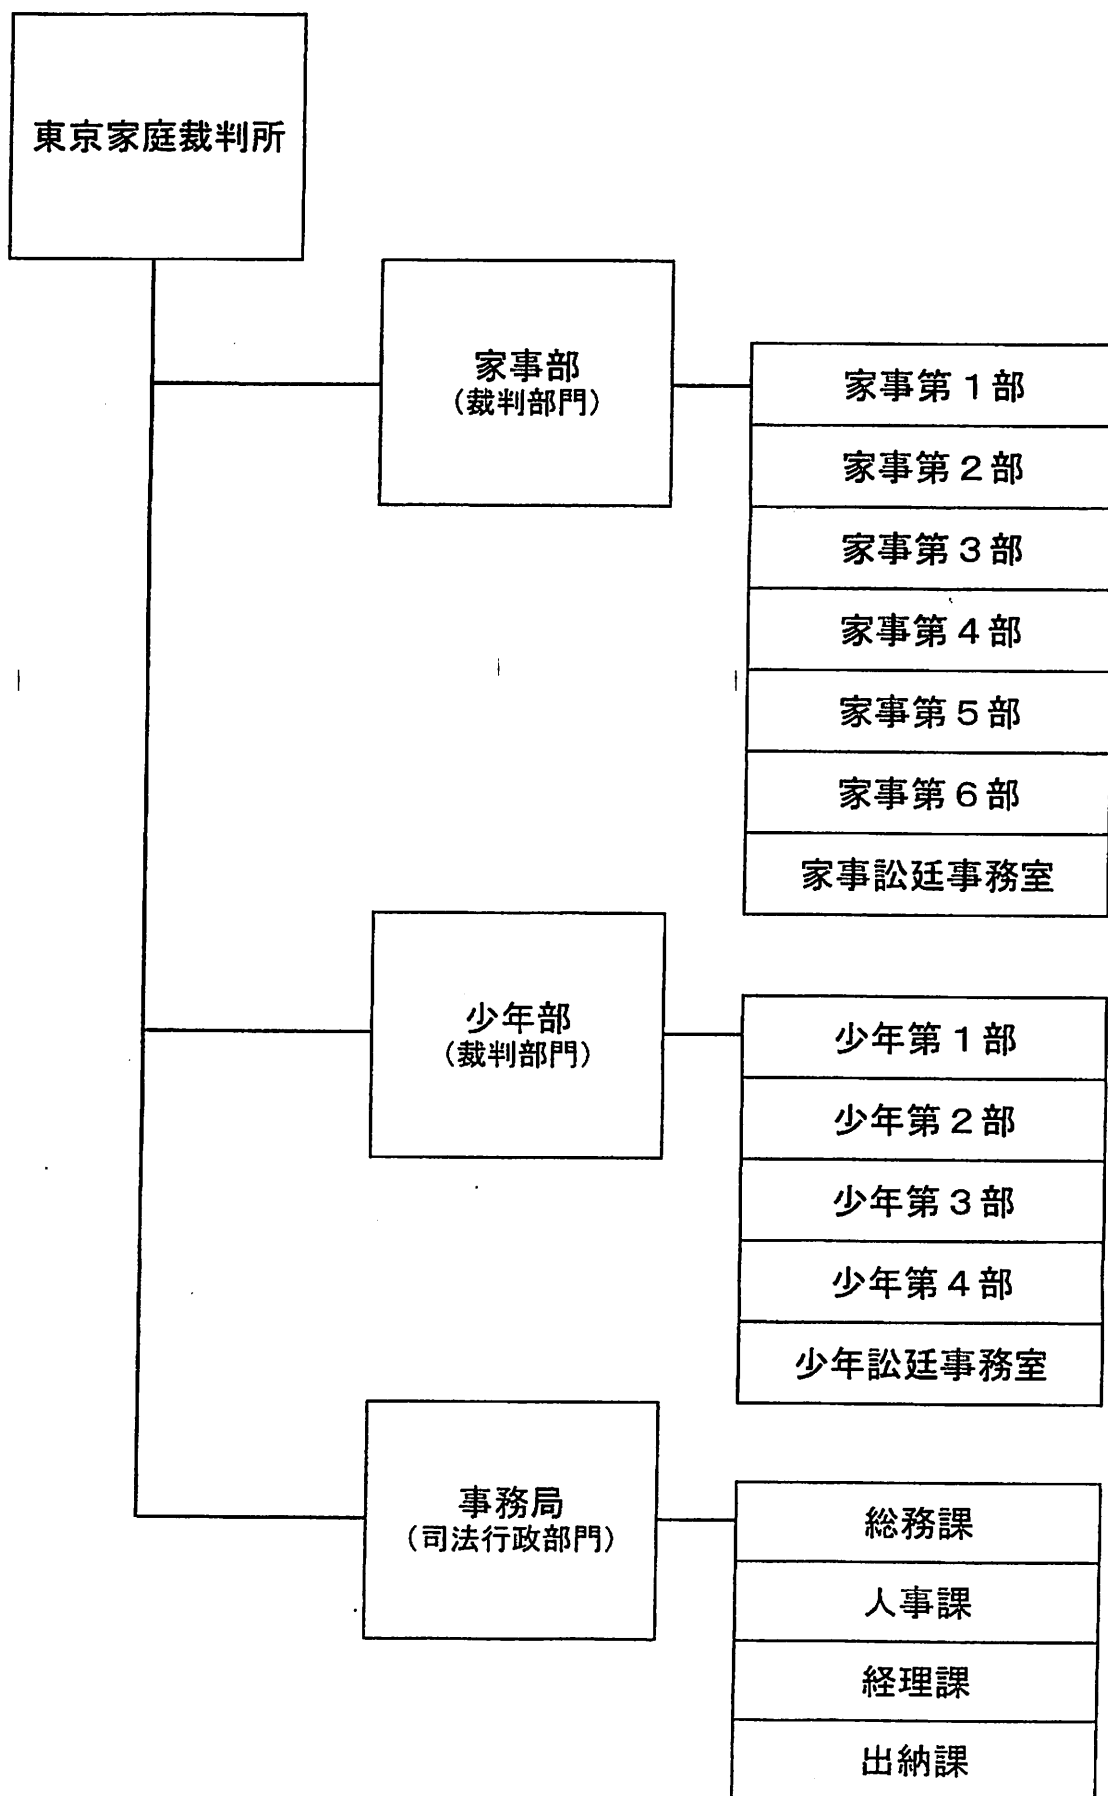 東京家庭裁判所
家事部
（裁判部門）
家事第１部
家事第２部
家事第３部
家事第４部
家事第５部
家事第６部
家事訟廷事務室
少年部
（裁判部門）
少年第１部
少年第２部
少年第３部
少年第４部
少年訟廷事務室
事務局
（司法行政部門）
総務課
人事課
経理課
出納課